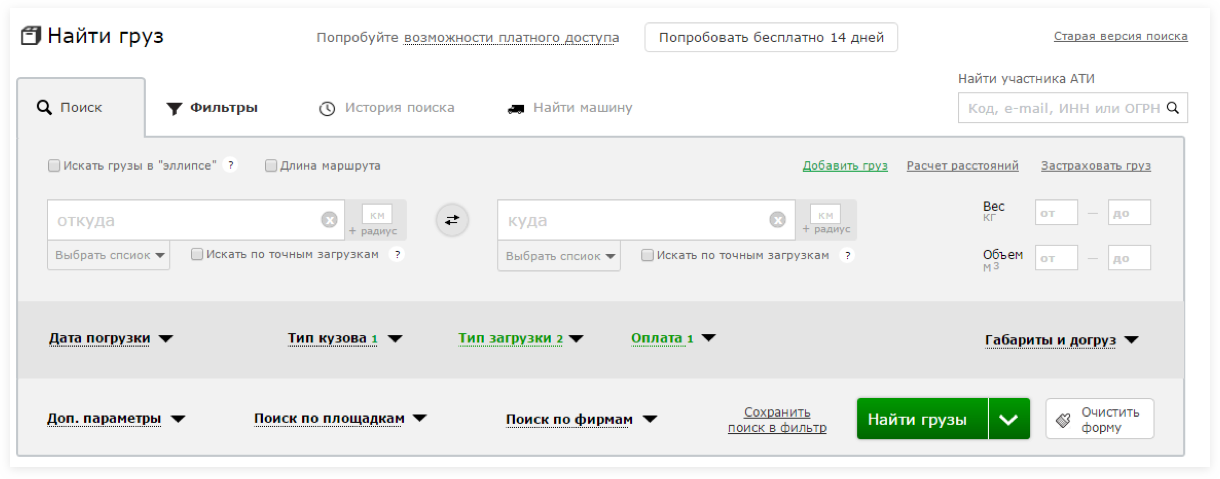 Найти груз
Попробуйте возможности платного доступа
Попробовать бесплатно 14 дней
Старая версия поиска
Найти участника АТИ
Поиск
Фильтры
История поиска
Найти машину
Код, e-mail, ИНН или ОГРН
Искать грузы в "эллипсе" ?
Длина маршрута
Добавить груз
Расчет расстояний
Застраховать груз
откуда
км
+ радиус
куда
км
+ радиус
Вес
кг
от — до
Выбрать спсиок
Искать по точным загрузкам ?
Выбрать спсиок
Искать по точным загрузкам ?
Объем
м3
от — до
Дата погрузки
Тип кузова 1
Тип загрузки 2
Оплата 1
Габариты и догруз
Доп. параметры
Поиск по площадкам
Поиск по фирмам
Сохранить
поиск в фильтр
Найти грузы
Очистить
форму